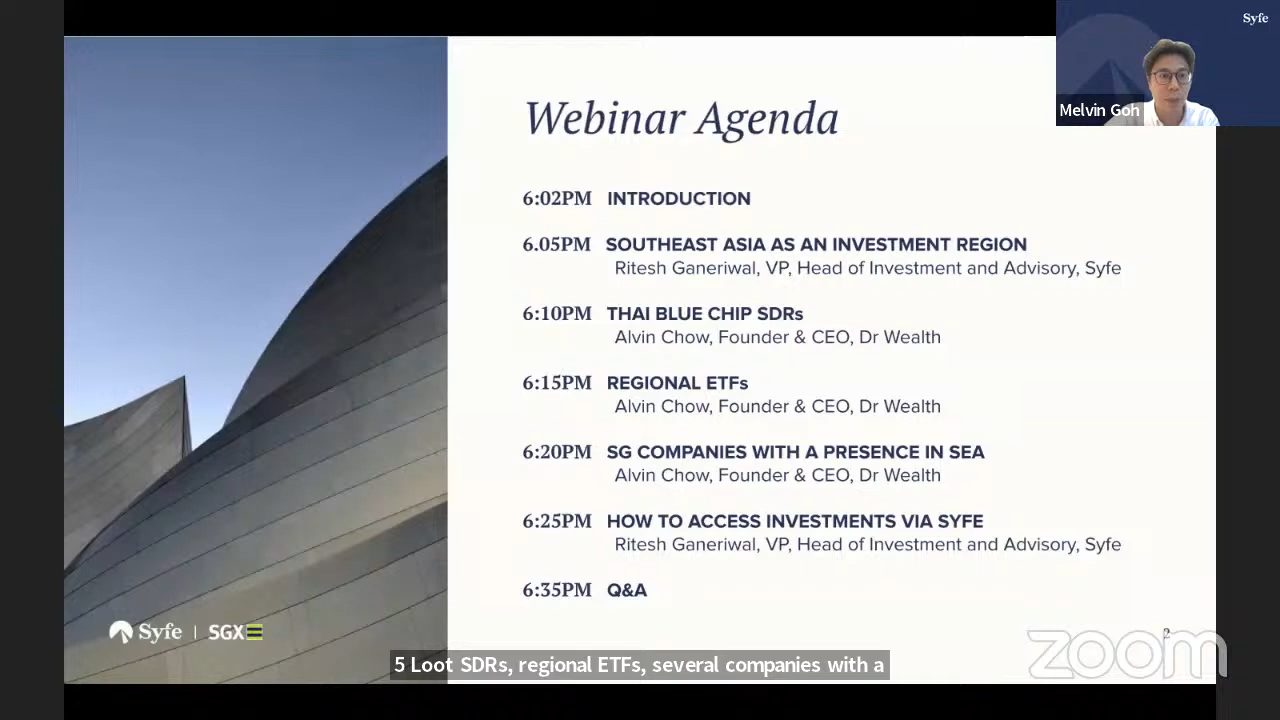 Syfe
Melvin Goh
Webinar Agenda
6:02PM INTRODUCTION
6.05PM SOUTHEAST ASIA AS AN INVESTMENT REGION
Ritesh Ganeriwal, VP, Head of Investment and Advisory, Syfe
6:10PM THAI BLUE CHIP SDRs
Alvin Chow, Founder & CEO, Dr Wealth
6:15PM REGIONAL ETFs
Alvin Chow, Founder & CEO, Dr Wealth
6:20PM SG COMPANIES WITH A PRESENCE IN SEA
Alvin Chow, Founder & CEO, Dr Wealth
6:25PM HOW TO ACCESS INVESTMENTS VIA SYFE
Ritesh Ganeriwal, VP, Head of Investment and Advisory, Syfe
6:35PM Q&A
Syfe | SGX
2
zoom
5 Loot SDRs, regional ETFs, several companies with a